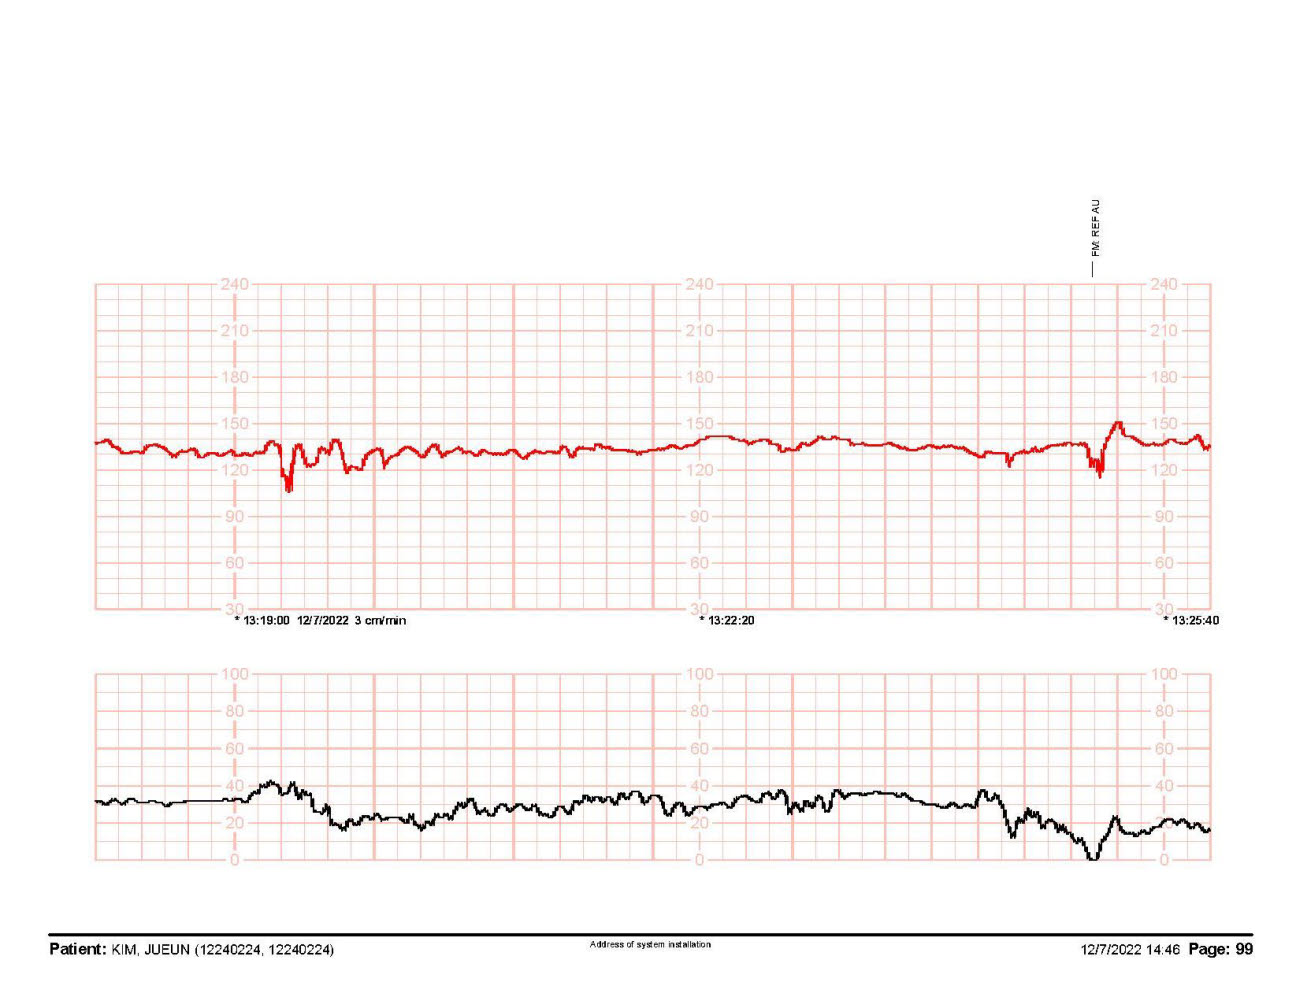 FM: REF AU
240 240 240
210 210 210
180 180 180
150 150 150
120 120 120
90 90 90
60 60 60
30 30 30
* 13:19:00 12/7/2022 3 cm/min * 13:22:20 * 13:25:40
100 100 100
80 80 80
60 60 60
40 40 40
20 20 20
0 0 0
Patient: KIM, JUEUN (12240224, 12240224) Address of system installation 12/7/2022 14:46 Page: 99